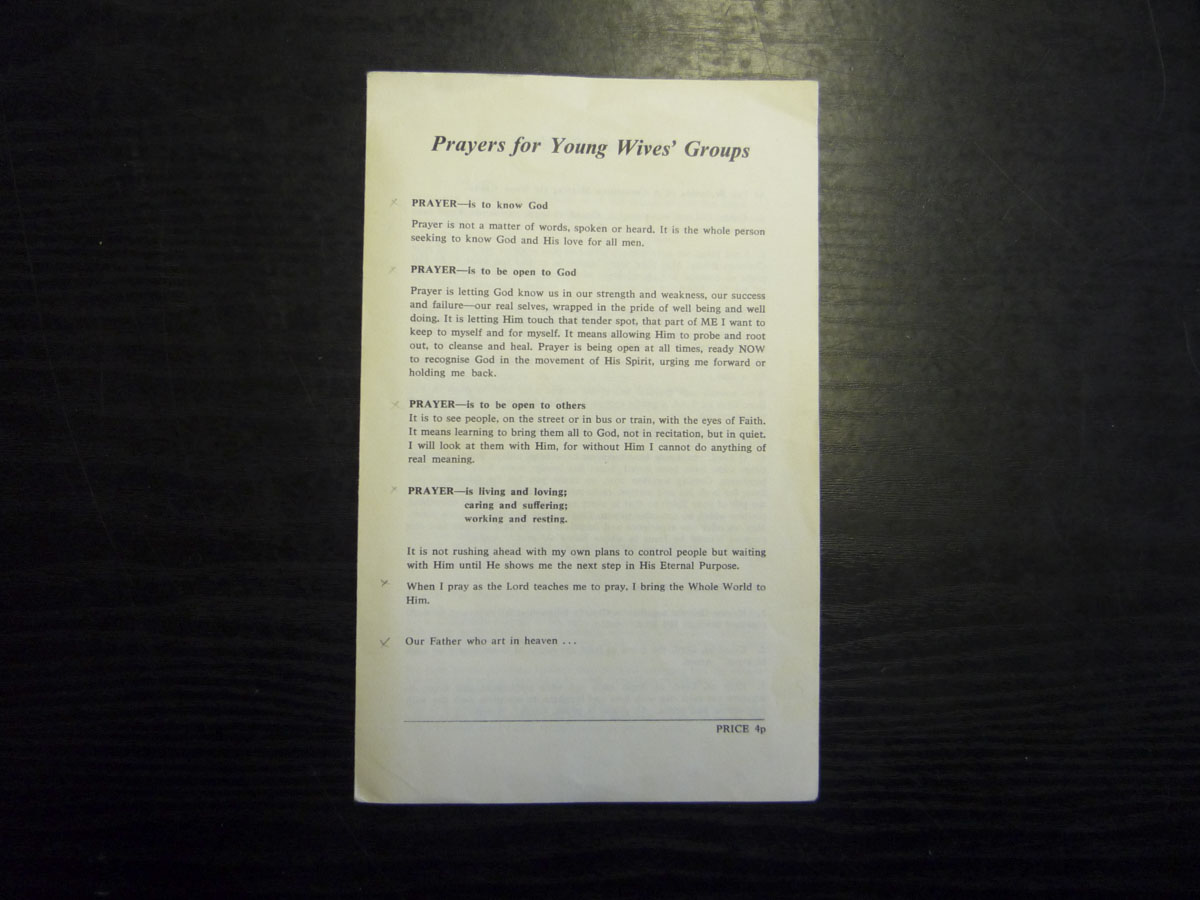 Prayers for Young Wives' Groups
PRAYER—is to know God
Prayer is not a matter of words, spoken or heard. It is the whole person
seeking to know God and His love for all men.
PRAYER—is to be open to God
Prayer is letting God know us in our strength and weakness, our success
and failure—our real selves, wrapped in the pride of well being and well
doing. It is letting Him touch that tender spot, that part of ME I want to
keep to myself and for myself. It means allowing Him to probe and root
out, to cleanse and heal. Prayer is being open at all times, ready NOW
to recognise God in the movement of His Spirit, urging me forward or
holding me back.
PRAYER—is to be open to others
It is to see people, on the street or in bus or train, with the eyes of Faith.
It means learning to bring them all to God, not in recitation, but in quiet.
I will look at them with Him, for without Him I cannot do anything of
real meaning.
PRAYER—is living and loving;
caring and suffering;
working and resting.
It is not rushing ahead with my own plans to control people but waiting
with Him until He shows me the next step in His Eternal Purpose.
When I pray as the Lord teaches me to pray, I bring the Whole World to
Him.
Our Father who art in heaven ...
PRICE 4p